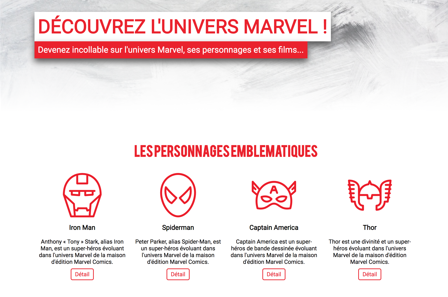 DÉCOUVREZ L'UNIVERS MARVEL !
Devenez incollable sur l'univers Marvel, ses personnages et ses films...
LES PERSONNAGES EMBLEMATIQUES
Iron Man
Anthony « Tony » Stark, alias Iron
Man, est un super-héros évoluant
dans l'univers Marvel de la maison
d'édition Marvel Comics.
Détail
Spiderman
Peter Parker, alias Spider-Man, est
un super-héros évoluant dans
l'univers Marvel de la maison
d'édition Marvel Comics.
Détail
Captain America
Captain America est un super-
héros de bande dessinée évoluant
dans l'univers Marvel de la maison
d'édition Marvel Comics.
Détail
Thor
Thor est une divinité et un super-
héros évoluant dans l'univers
Marvel de la maison d'édition
Marvel Comics.
Détail